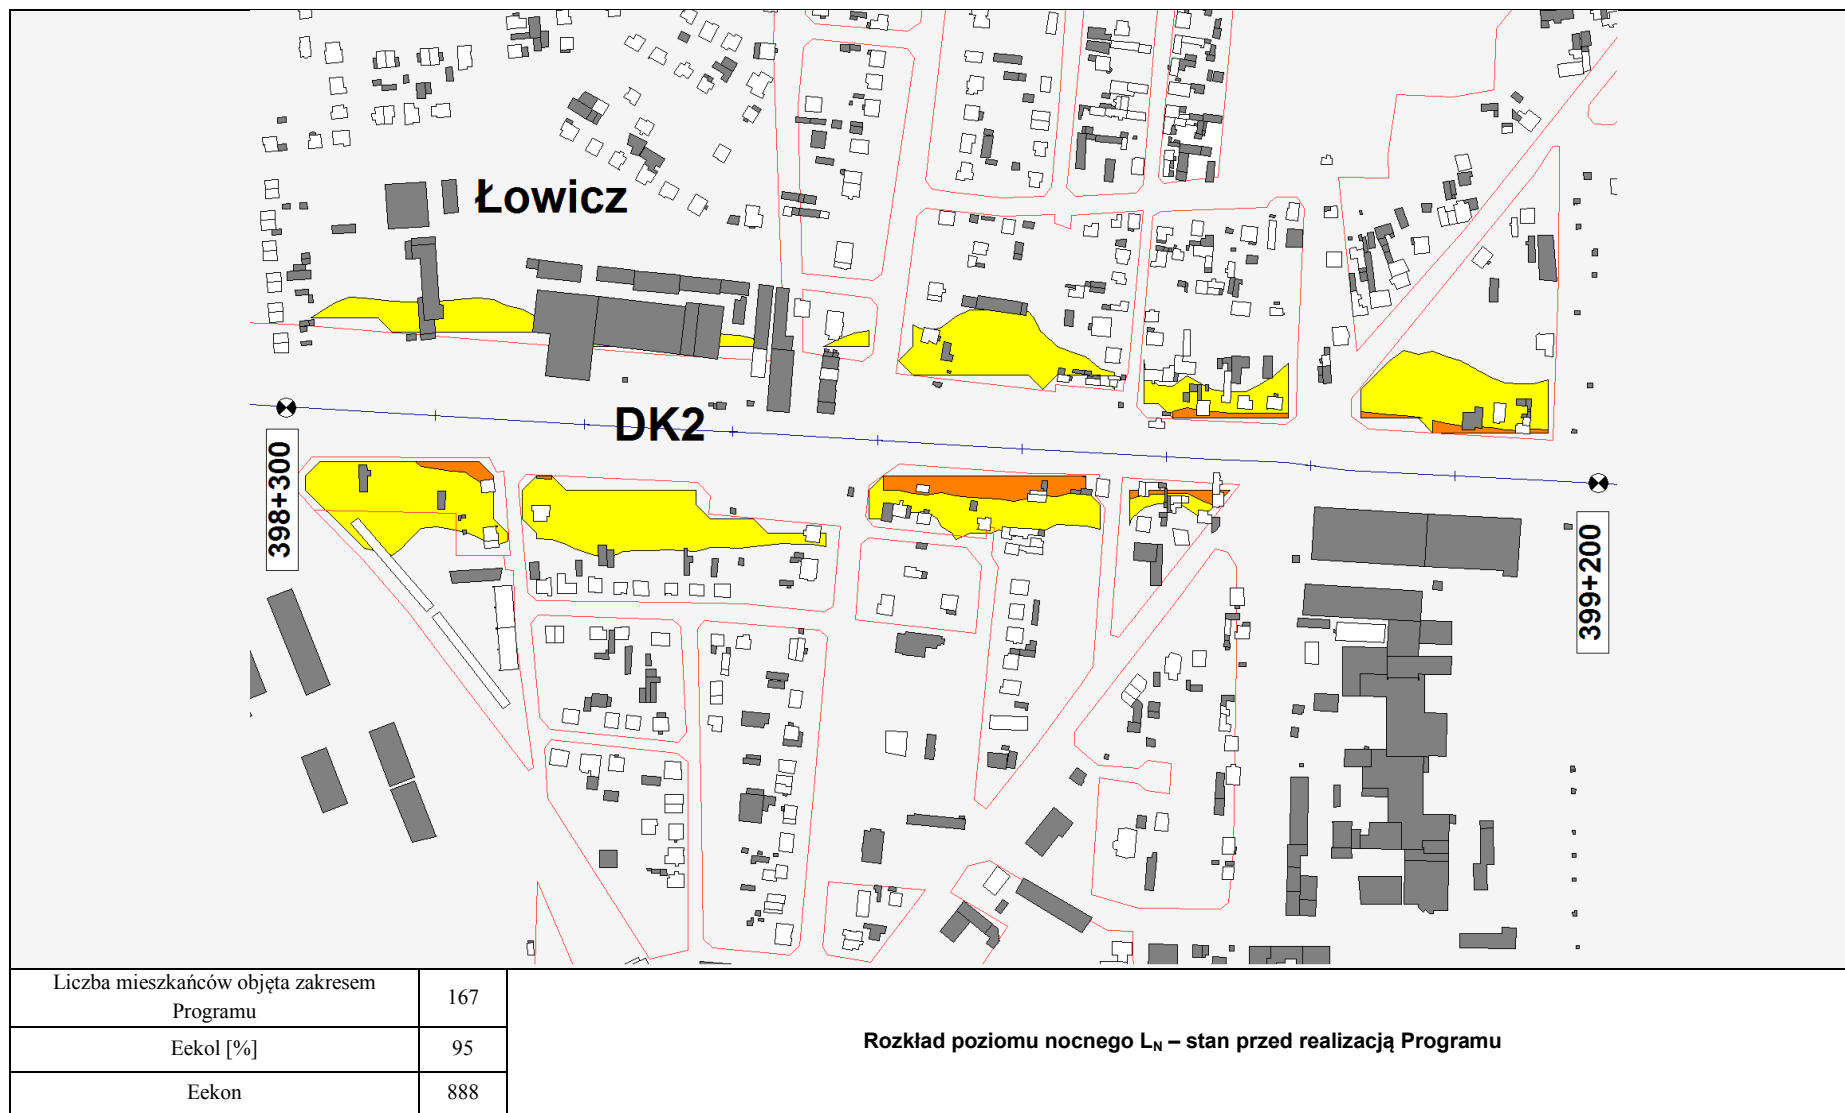 Łowicz
DK2
398+300
399+200
Liczba mieszkańców objęta zakresem
Programu
167
Eekol [%]
95
Eekon
888
Rozkład poziomu nocnego L_N – stan przed realizacją Programu